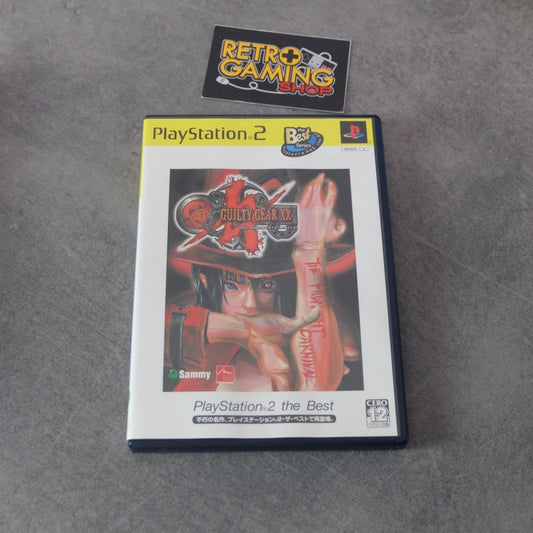 RETRO
GAMING
SHOP
PlayStation®2
the Best
Series
GUILTY GEAR XX
THE MIDNIGHT CARNIVAL
Sammy
PlayStation®2 the Best
不朽の名作、プレイステーション®2・ザ・ベストで再登場。
CERO
12